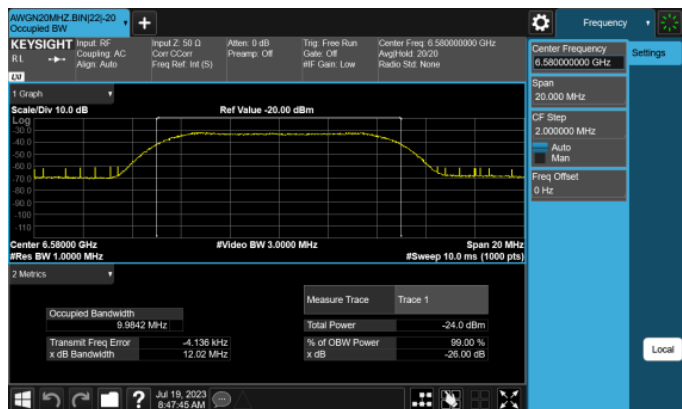 AWGN20MHZ.BIN|22|-20
Occupied BW
Frequency
KEYSIGHT
Input: RF
Coupling: AC
Align: Auto
Input Z: 50 Ω
Corr CCorr
Freq Ref: Int (S)
Atten: 0 dB
Preamp: Off
Trig: Free Run
Gate: Off
#IF Gain: Low
Center Freq: 6.580000000 GHz
Avg|Hold: 20/20
Radio Std: None
R L
LXI
Center Frequency
6.580000000 GHz
Settings
Span
20.000 MHz
CF Step
2.000000 MHz
Auto
Man
Freq Offset
0 Hz
1 Graph
Scale/Div 10.0 dB
Ref Value -20.00 dBm
Log
-30.0
-40.0
-50.0
-60.0
-70.0
-80.0
-90.0
-100
-110
Center 6.58000 GHz
#Video BW 3.0000 MHz
Span 20 MHz
#Res BW 1.0000 MHz
#Sweep 10.0 ms (1000 pts)
2 Metrics
Measure Trace
Trace 1
Occupied Bandwidth
9.9842 MHz
Total Power
-24.0 dBm
Transmit Freq Error
-4.136 kHz
% of OBW Power
99.00 %
x dB Bandwidth
12.02 MHz
x dB
-26.00 dB
Local
Jul 19, 2023
8:47:45 AM